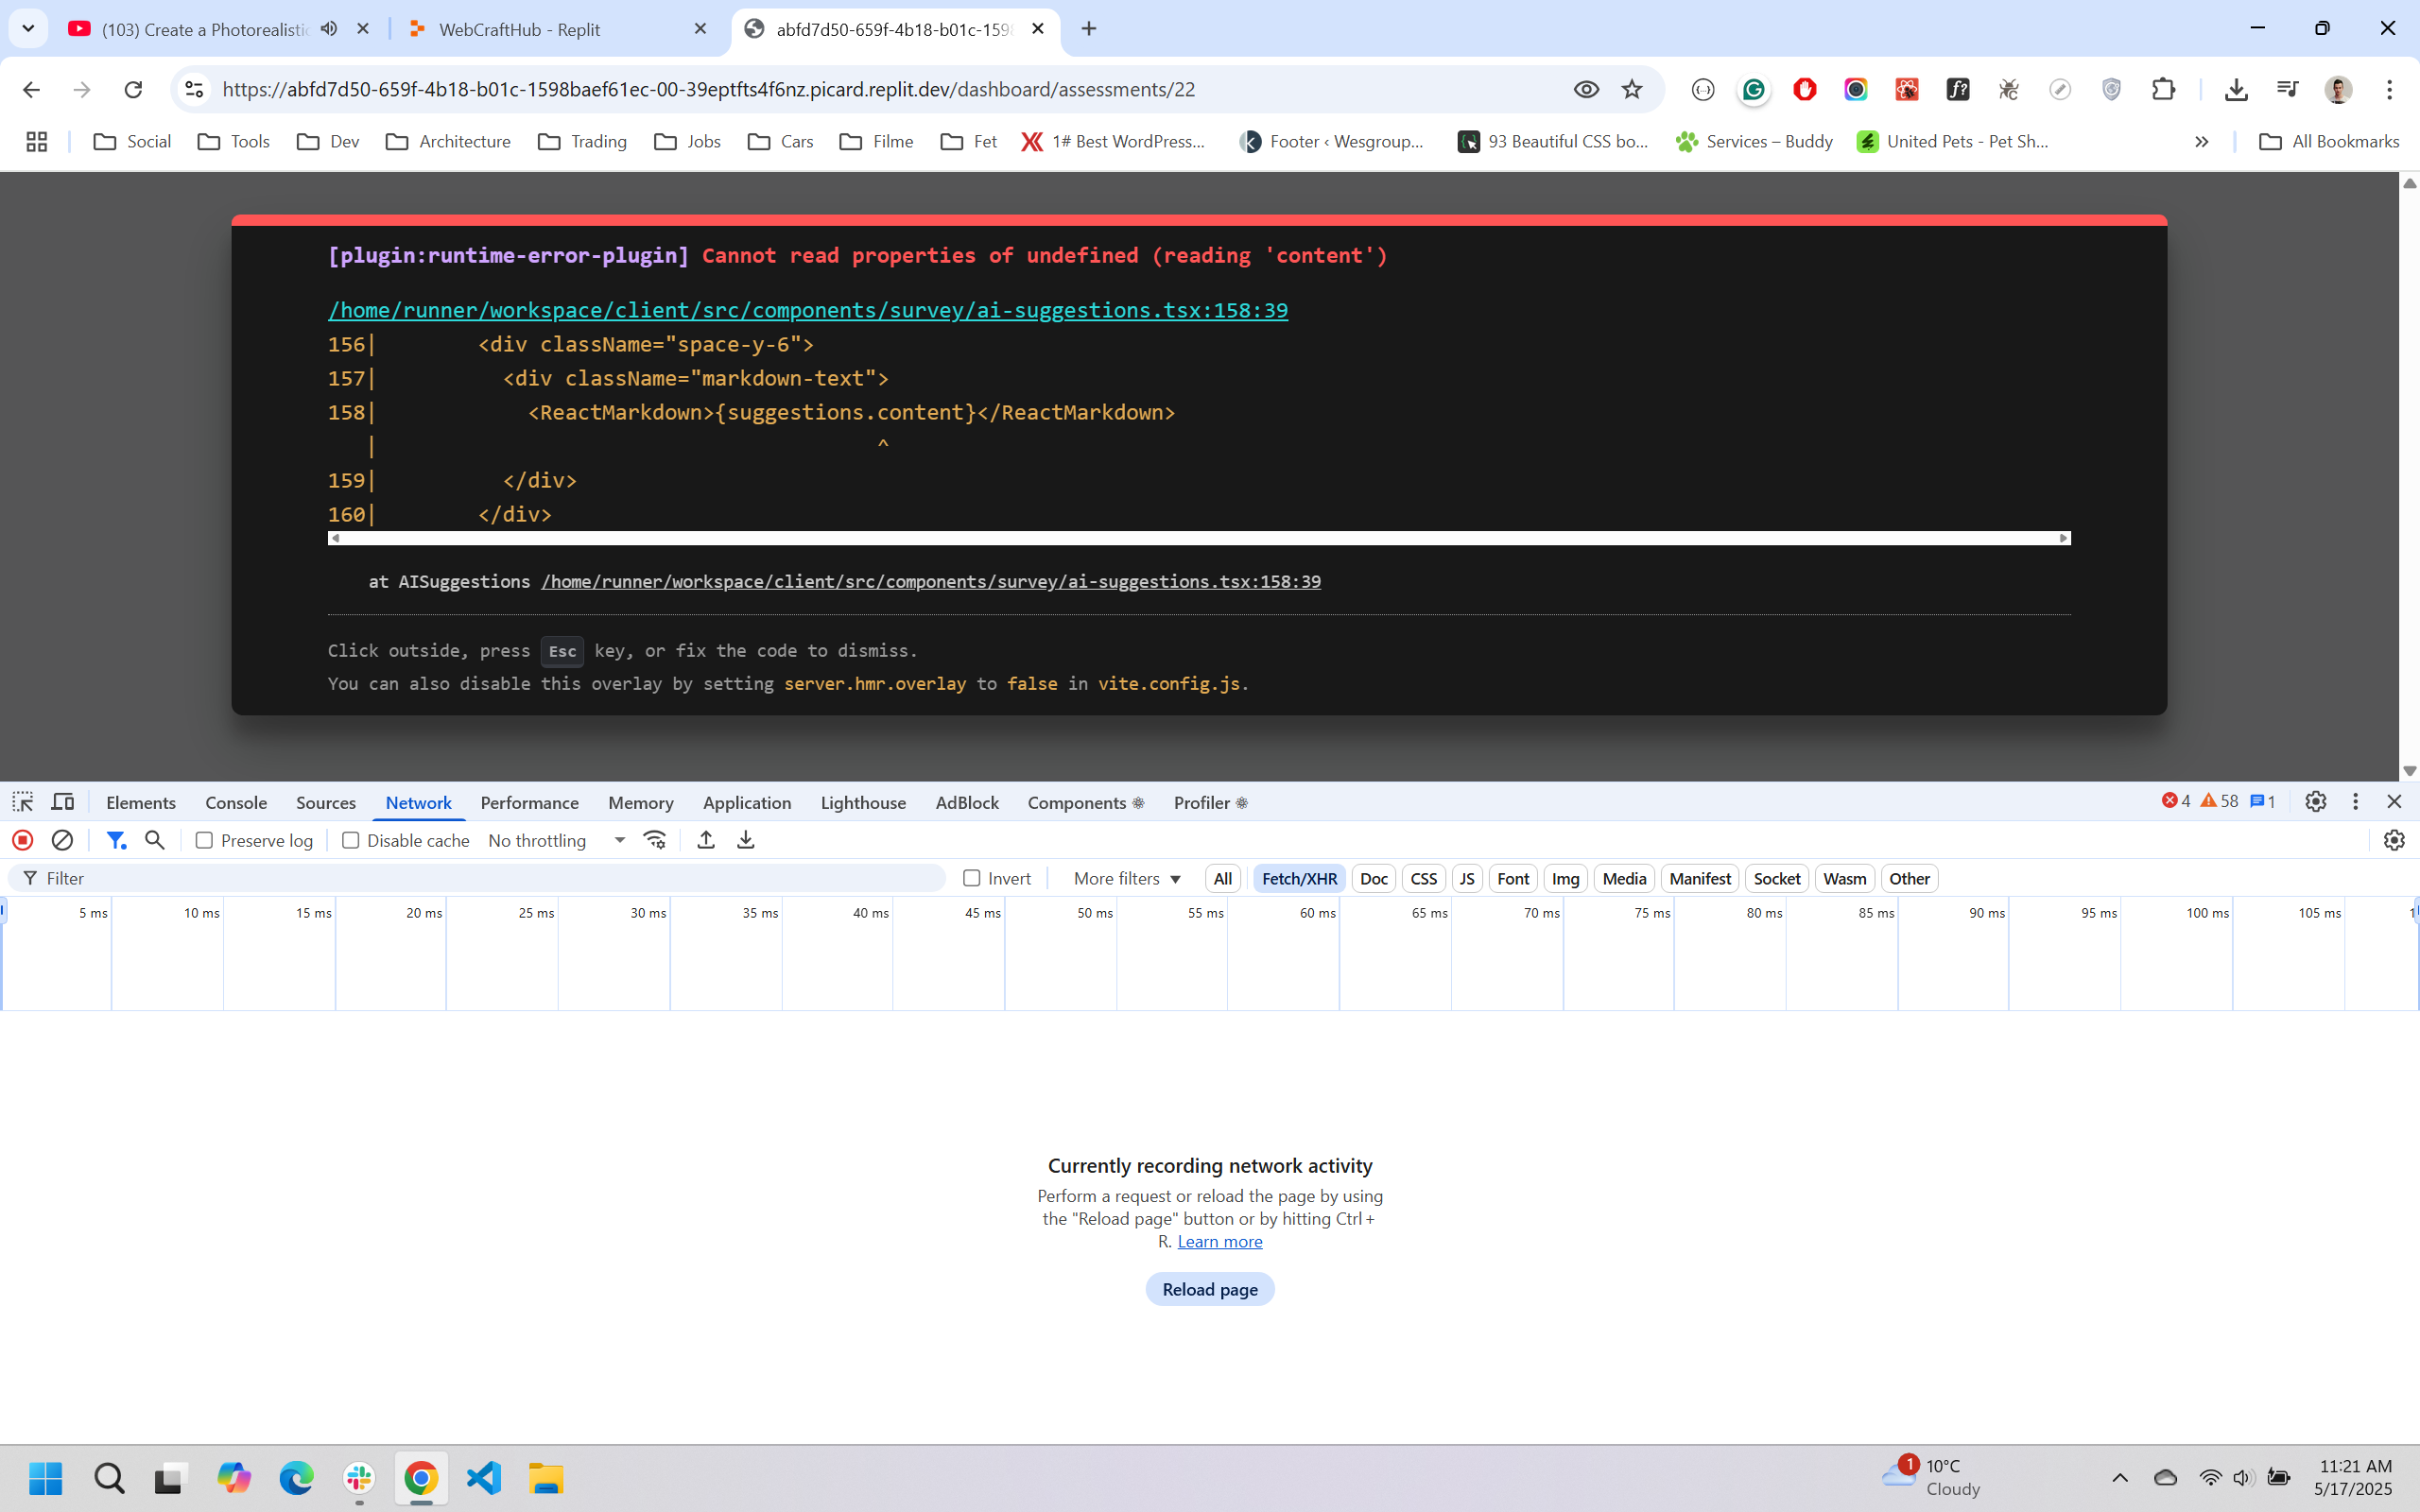 (103) Create a Photorealistic
WebCraftHub - Replit
abfd7d50-659f-4b18-b01c-1598
https://abfd7d50-659f-4b18-b01c-1598baef61ec-00-39eptfts4f6nz.picard.replit.dev/dashboard/assessments/22
Social
Tools
Dev
Architecture
Trading
Jobs
Cars
Filme
Fet
1# Best WordPress...
Footer ‹ Wesgroup...
93 Beautiful CSS bo...
Services – Buddy
United Pets - Pet Sh...
All Bookmarks
[plugin:runtime-error-plugin] Cannot read properties of undefined (reading 'content')
/home/runner/workspace/client/src/components/survey/ai-suggestions.tsx:158:39
156| <div className="space-y-6">
157| <div className="markdown-text">
158| <ReactMarkdown>{suggestions.content}</ReactMarkdown>
| ^
159| </div>
160| </div>
at AISuggestions /home/runner/workspace/client/src/components/survey/ai-suggestions.tsx:158:39
Click outside, press Esc key, or fix the code to dismiss.
You can also disable this overlay by setting server.hmr.overlay to false in vite.config.js.
Elements Console Sources Network Performance Memory Application Lighthouse AdBlock Components Profiler 4 58 1
Preserve log Disable cache No throttling
Filter Invert More filters All Fetch/XHR Doc CSS JS Font Img Media Manifest Socket Wasm Other
5 ms 10 ms 15 ms 20 ms 25 ms 30 ms 35 ms 40 ms 45 ms 50 ms 55 ms 60 ms 65 ms 70 ms 75 ms 80 ms 85 ms 90 ms 95 ms 100 ms 105 ms
Currently recording network activity
Perform a request or reload the page by using
the "Reload page" button or by hitting Ctrl +
R. Learn more
Reload page
1
10°C
Cloudy
11:21 AM
5/17/2025